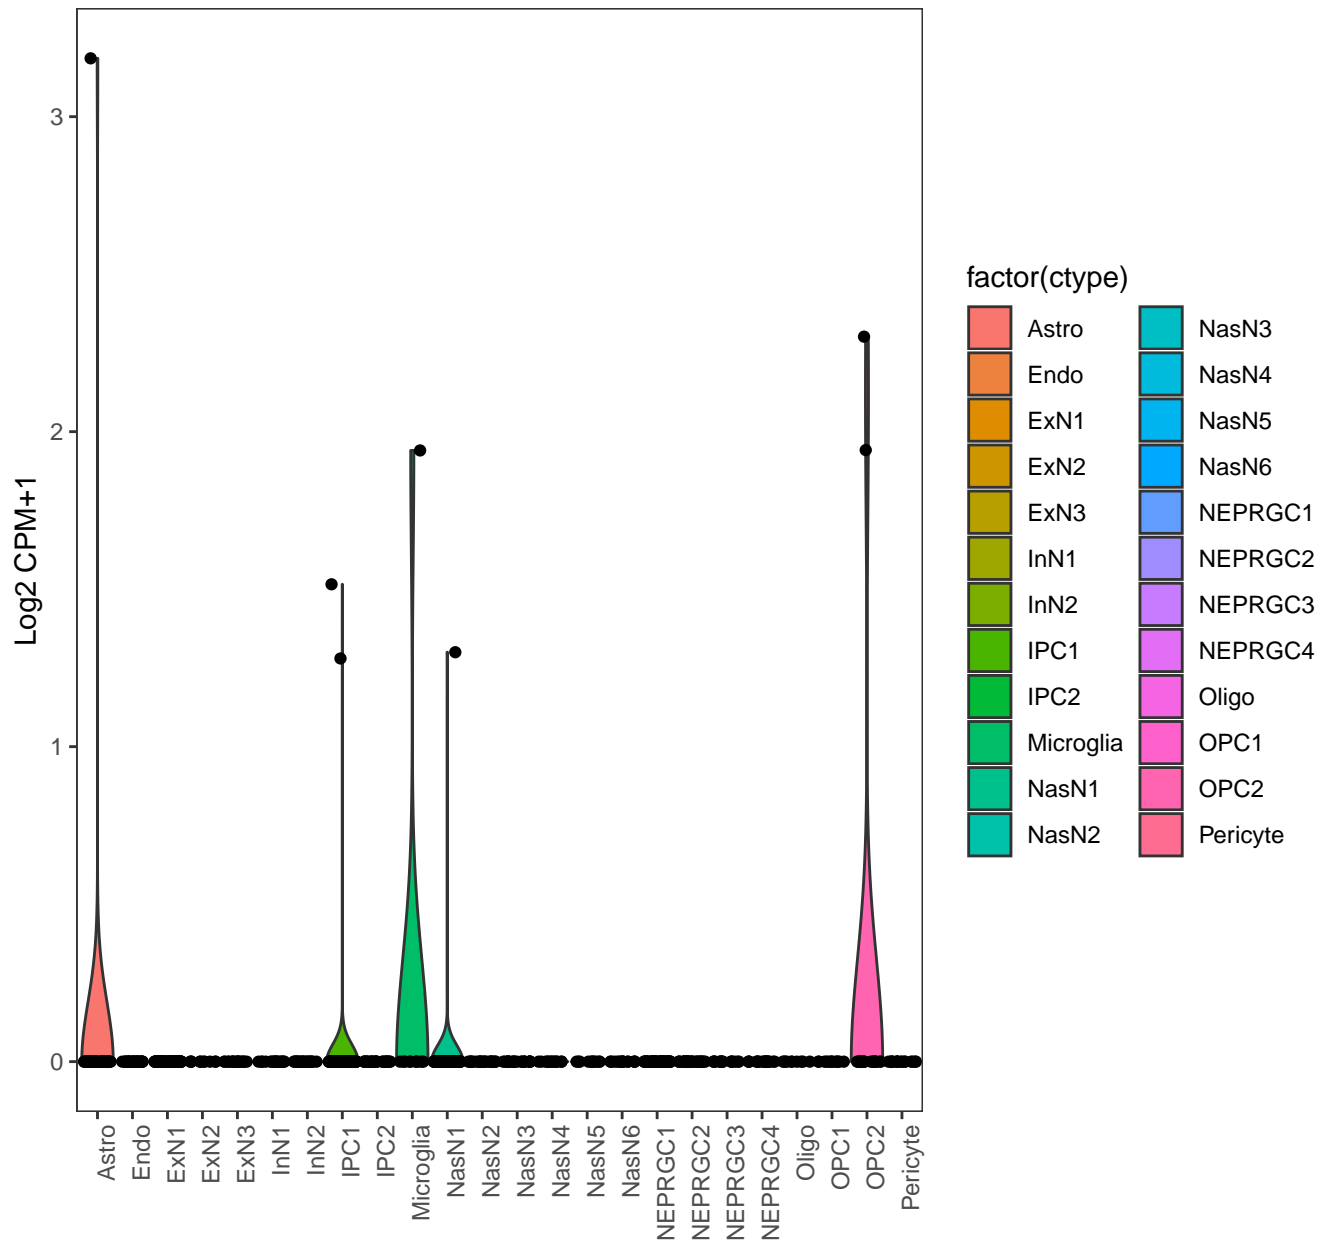 Log2 CPM+1
3
2
1
0
Astro
Endo
ExN1
ExN2
ExN3
InN1
InN2
IPC1
IPC2
Microglia
NasN1
NasN2
NasN3
NasN4
NasN5
NasN6
NEPRGC1
NEPRGC2
NEPRGC3
NEPRGC4
Oligo
OPC1
OPC2
Pericyte
factor(ctype)
Astro
Endo
ExN1
ExN2
ExN3
InN1
InN2
IPC1
IPC2
Microglia
NasN1
NasN2
NasN3
NasN4
NasN5
NasN6
NEPRGC1
NEPRGC2
NEPRGC3
NEPRGC4
Oligo
OPC1
OPC2
Pericyte